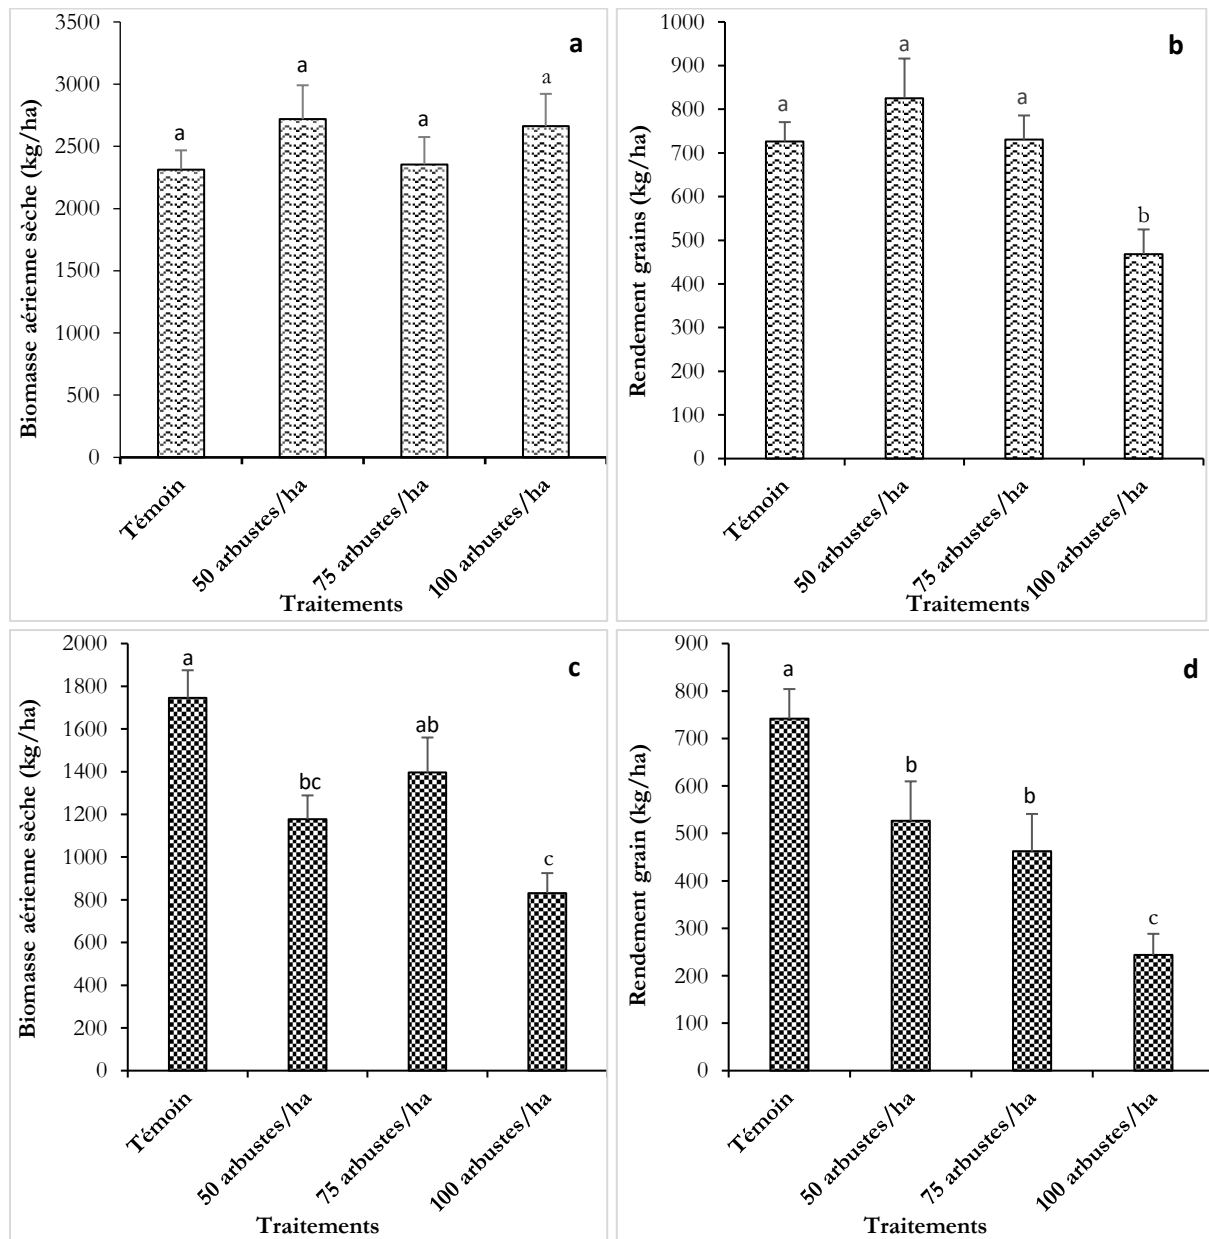 a
Biomasse aérienne sèche (kg/ha)
3500
3000
2500
2000
1500
1000
500
0
a
a
a
a
Témoin
50 arbustes/ha
75 arbustes/ha
100 arbustes/ha
Traitements
b
Rendement grains (kg/ha)
1000
900
800
700
600
500
400
300
200
100
0
a
a
a
b
Témoin
50 arbustes/ha
75 arbustes/ha
100 arbustes/ha
Traitements
c
Biomasse aérienne sèche (kg/ha)
2000
1800
1600
1400
1200
1000
800
600
400
200
0
a
bc
ab
c
Témoin
50 arbustes/ha
75 arbustes/ha
100 arbustes/ha
Traitements
d
Rendement grain (kg/ha)
900
800
700
600
500
400
300
200
100
0
a
b
b
c
Témoin
50 arbustes/ha
75 arbustes/ha
100 arbustes/ha
Traitements